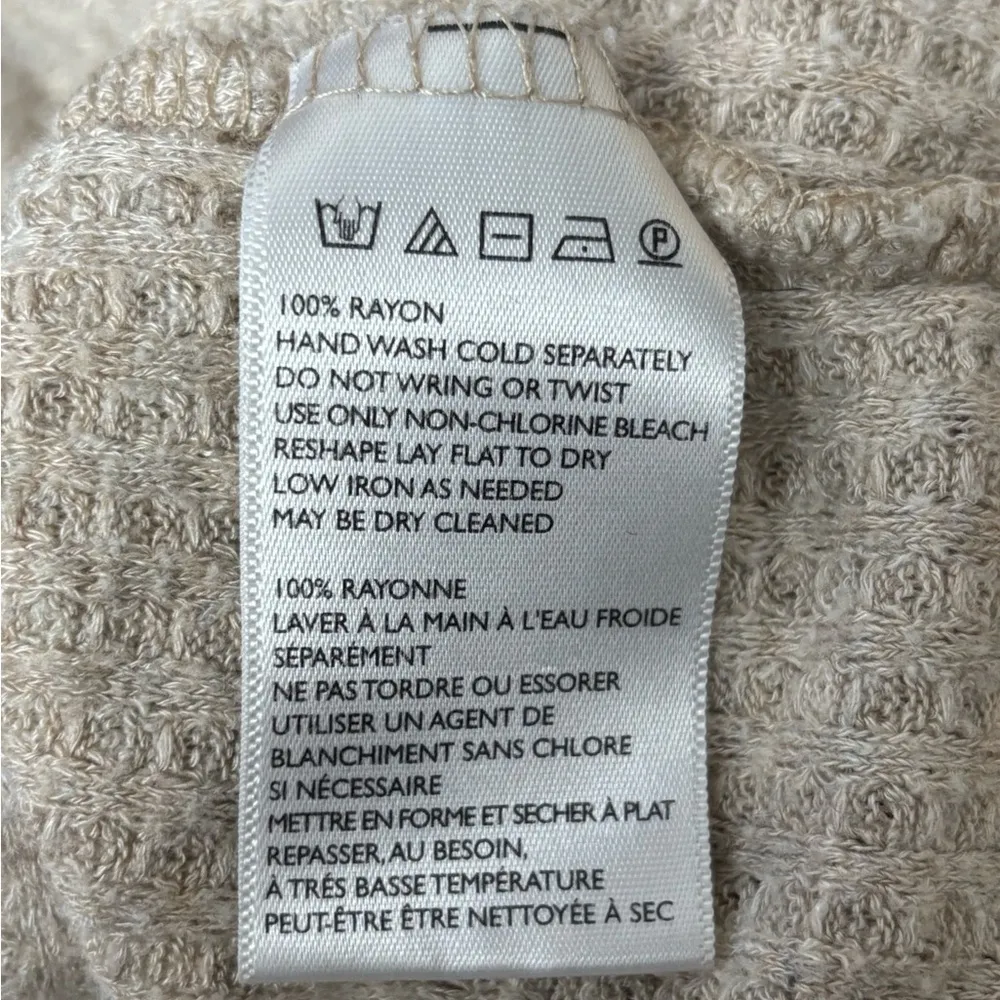 P
100% RAYON
HAND WASH COLD SEPARATELY
DO NOT WRING OR TWIST
USE ONLY NON-CHLORINE BLEACH
RESHAPE LAY FLAT TO DRY
LOW IRON AS NEEDED
MAY BE DRY CLEANED
100% RAYONNE
LAVER À LA MAIN À L'EAU FROIDE
SÉPARÉMENT
NE PAS TORDRE OU ESSORER
UTILISER UN AGENT DE
BLANCHIMENT SANS CHLORE
SI NÉCESSAIRE
METTRE EN FORME ET SECHER À PLAT
REPASSER, AU BESOIN,
À TRÉS BASSE TEMPÉRATURE
PEUT-ÊTRE ÊTRE NETTOYÉE À SEC